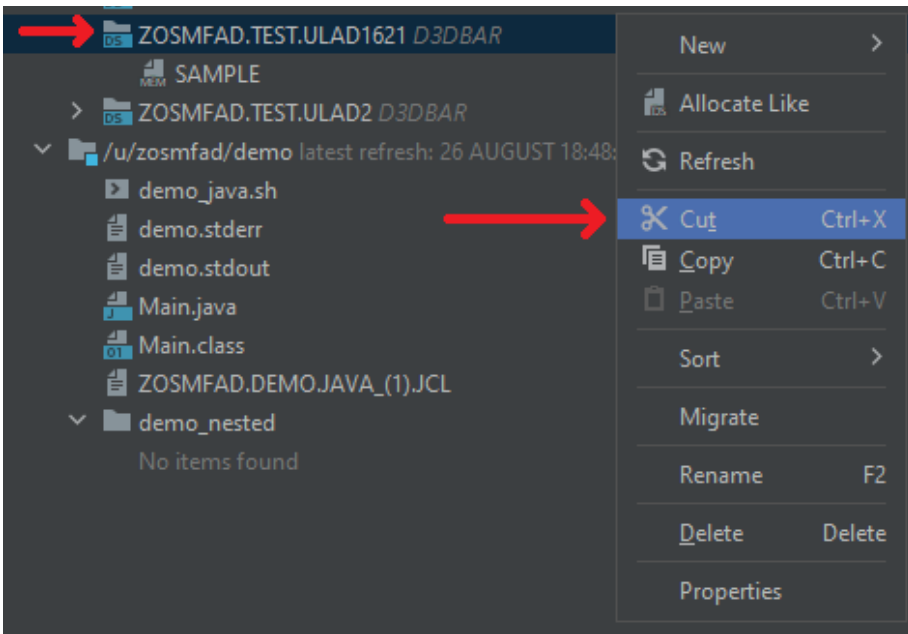 ZOSMFAD.TEST.ULAD1621 D3DBAR
SAMPLE
ZOSMFAD.TEST.ULAD2 D3DBAR
/u/zosmfad/demo latest refresh: 26 AUGUST 18:48:
demo_java.sh
demo.stderr
demo.stdout
Main.java
Main.class
ZOSMFAD.DEMO.JAVA_(1).JCL
demo_nested
No items found
New
Allocate Like
Refresh
Cut Ctrl+X
Copy Ctrl+C
Paste Ctrl+V
Sort
Migrate
Rename F2
Delete Delete
Properties